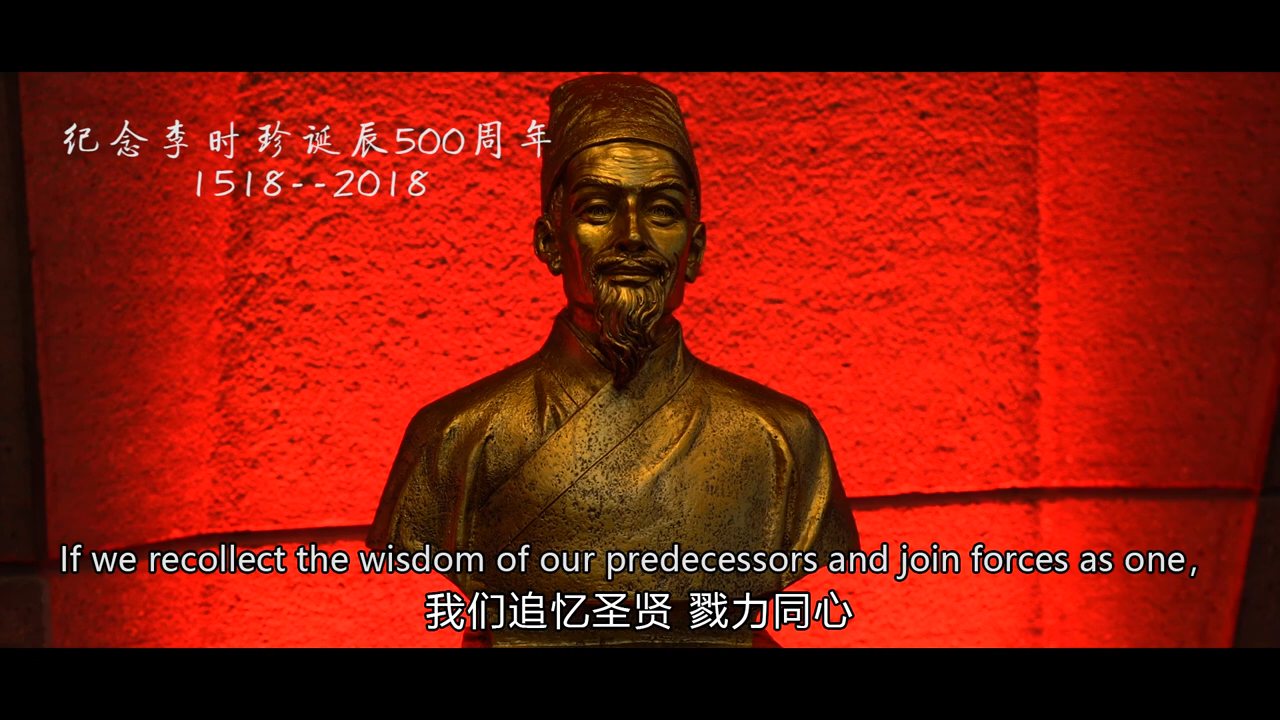 纪念李时珍诞辰500周年
1518--2018
If we recollect the wisdom of our predecessors and join forces as one,
我们追忆圣贤 戮力同心